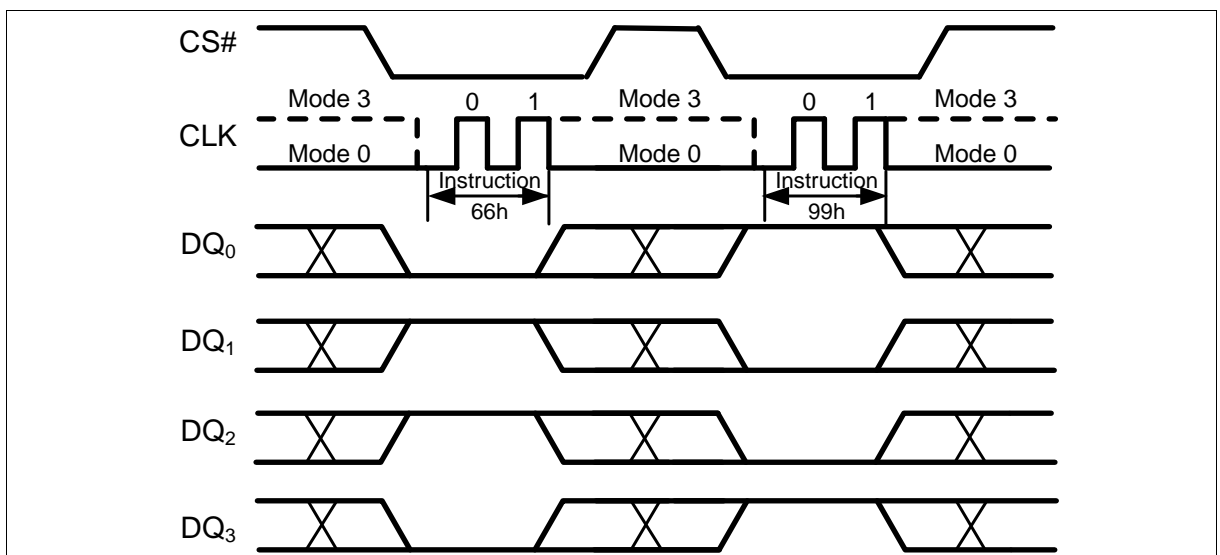 CS#
Mode 3 0 1 Mode 3 0 1 Mode 3
CLK
Mode 0 Mode 0 Mode 0
Instruction Instruction
66h 99h
DQ₀
DQ₁
DQ₂
DQ₃